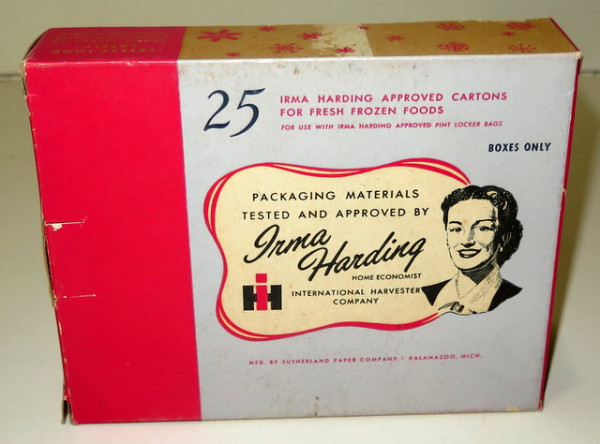 25
IRMA HARDING APPROVED CARTONS
FOR FRESH FROZEN FOODS
FOR USE WITH IRMA HARDING APPROVED PINT LOCKER BAGS
BOXES ONLY
PACKAGING MATERIALS
TESTED AND APPROVED BY
Irma
Harding
HOME ECONOMIST
IH
INTERNATIONAL HARVESTER
COMPANY
MFD. BY SUTHERLAND PAPER COMPANY • KALAMAZOO, MICH.